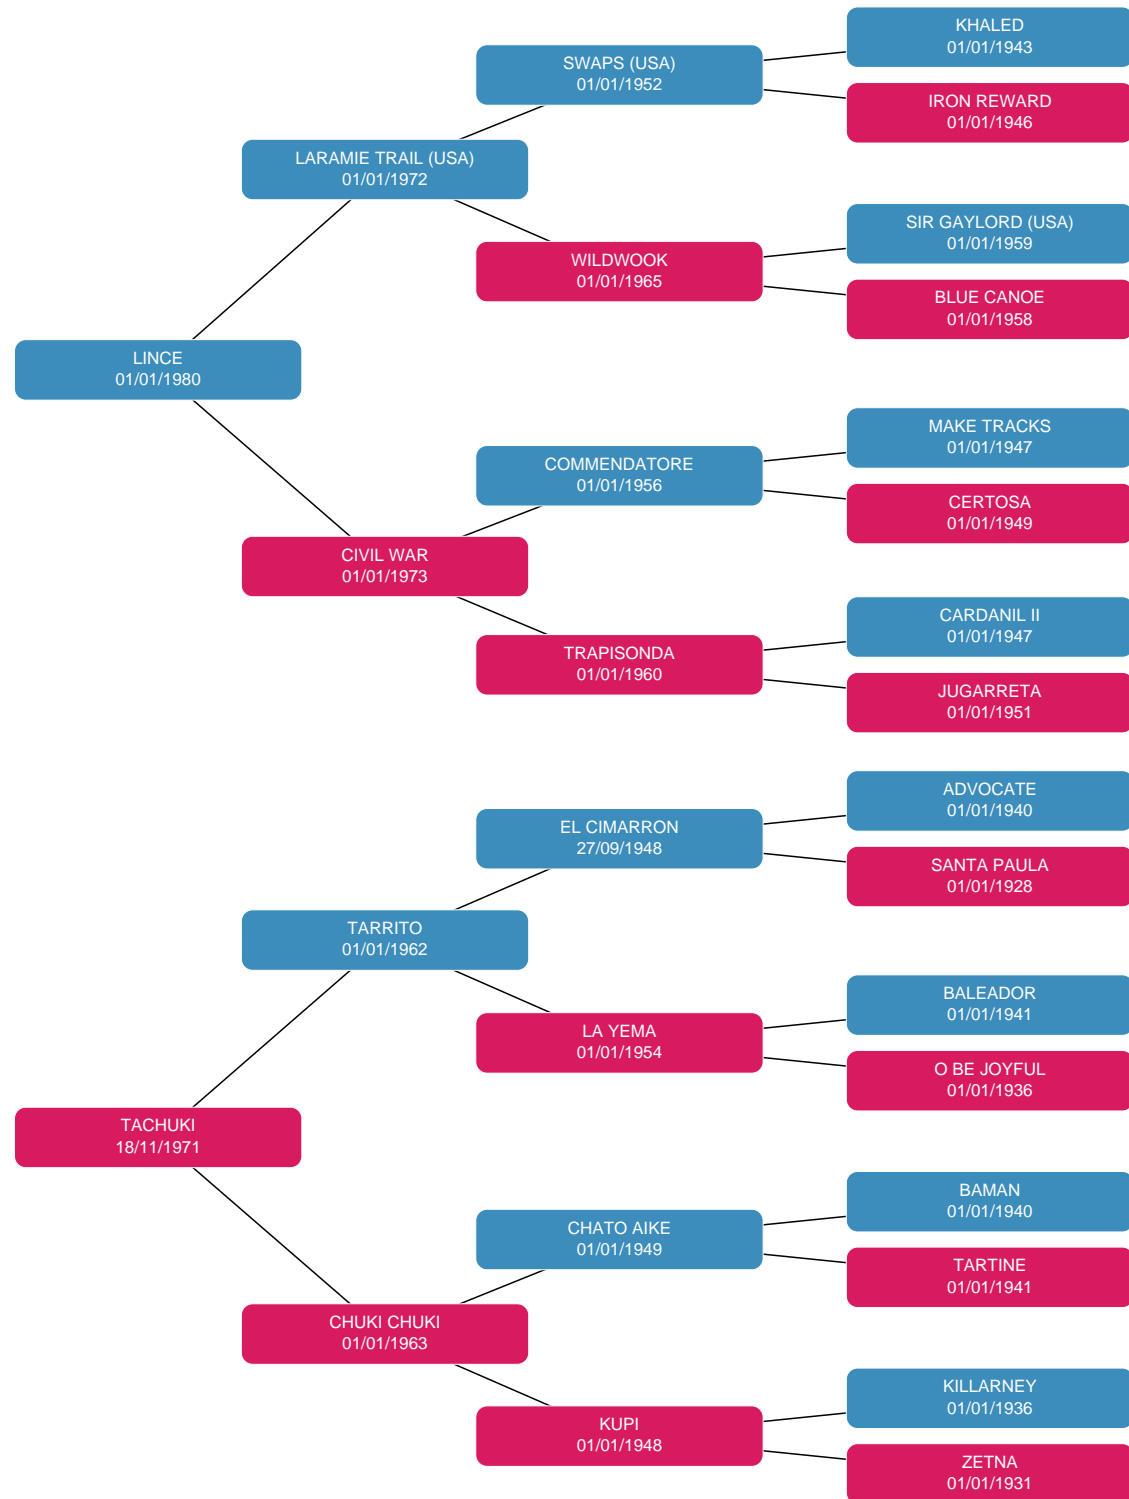 KHALED
01/01/1943
SWAPS (USA)
01/01/1952
IRON REWARD
01/01/1946
LARAMIE TRAIL (USA)
01/01/1972
SIR GAYLORD (USA)
01/01/1959
WILDWOOK
01/01/1965
BLUE CANOE
01/01/1958
LINCE
01/01/1980
MAKE TRACKS
01/01/1947
COMMENDATORE
01/01/1956
CERTOSA
01/01/1949
CIVIL WAR
01/01/1973
CARDANIL II
01/01/1947
TRAPISONDA
01/01/1960
JUGARRETA
01/01/1951
ADVOCATE
01/01/1940
EL CIMARRON
27/09/1948
SANTA PAULA
01/01/1928
TARRITO
01/01/1962
BALEADOR
01/01/1941
LA YEMA
01/01/1954
O BE JOYFUL
01/01/1936
TACHUKI
18/11/1971
BAMAN
01/01/1940
CHATO AIKE
01/01/1949
TARTINE
01/01/1941
CHUKI CHUKI
01/01/1963
KILLARNEY
01/01/1936
KUPI
01/01/1948
ZETNA
01/01/1931